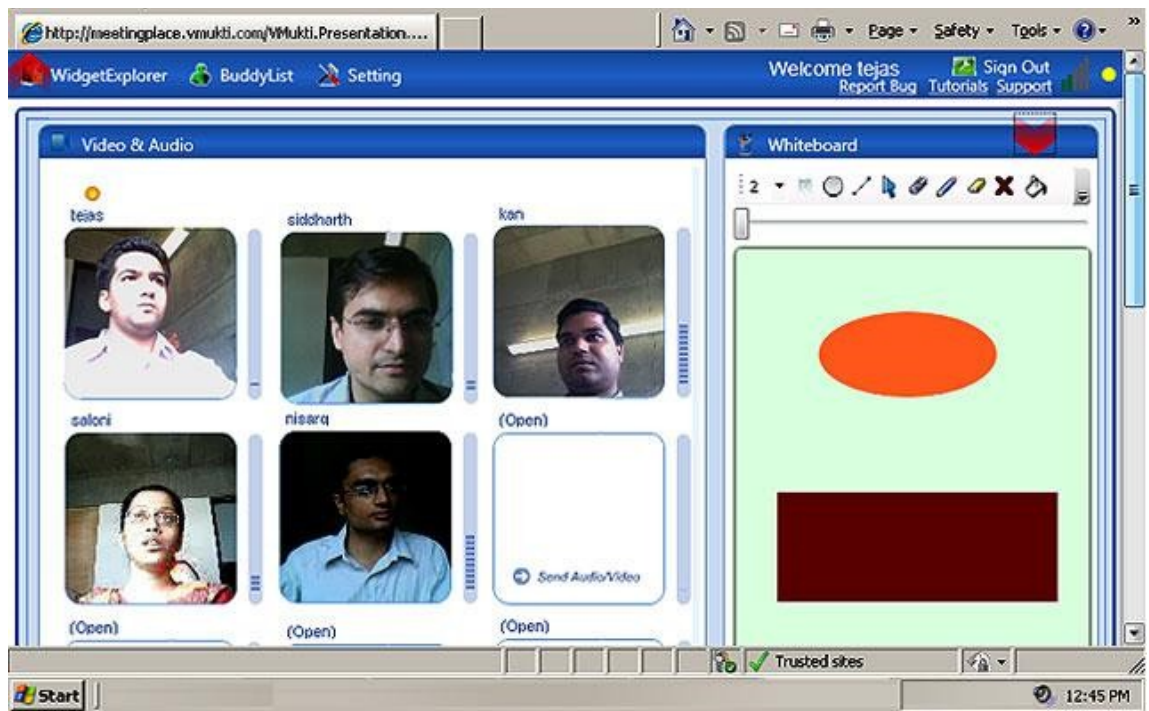 http://meetingplace.vmukti.com/VMukti.Presentation....
Page Safety Tools
WidgetExplorer BuddyList Setting
Welcome tejas Sign Out
Report Bug Tutorials Support
Video & Audio
Whiteboard
2
tejas
siddharth
kan
saloni
nisarg
(Open)
Send Audio/Video
(Open)
(Open)
(Open)
Trusted sites
Start
12:45 PM